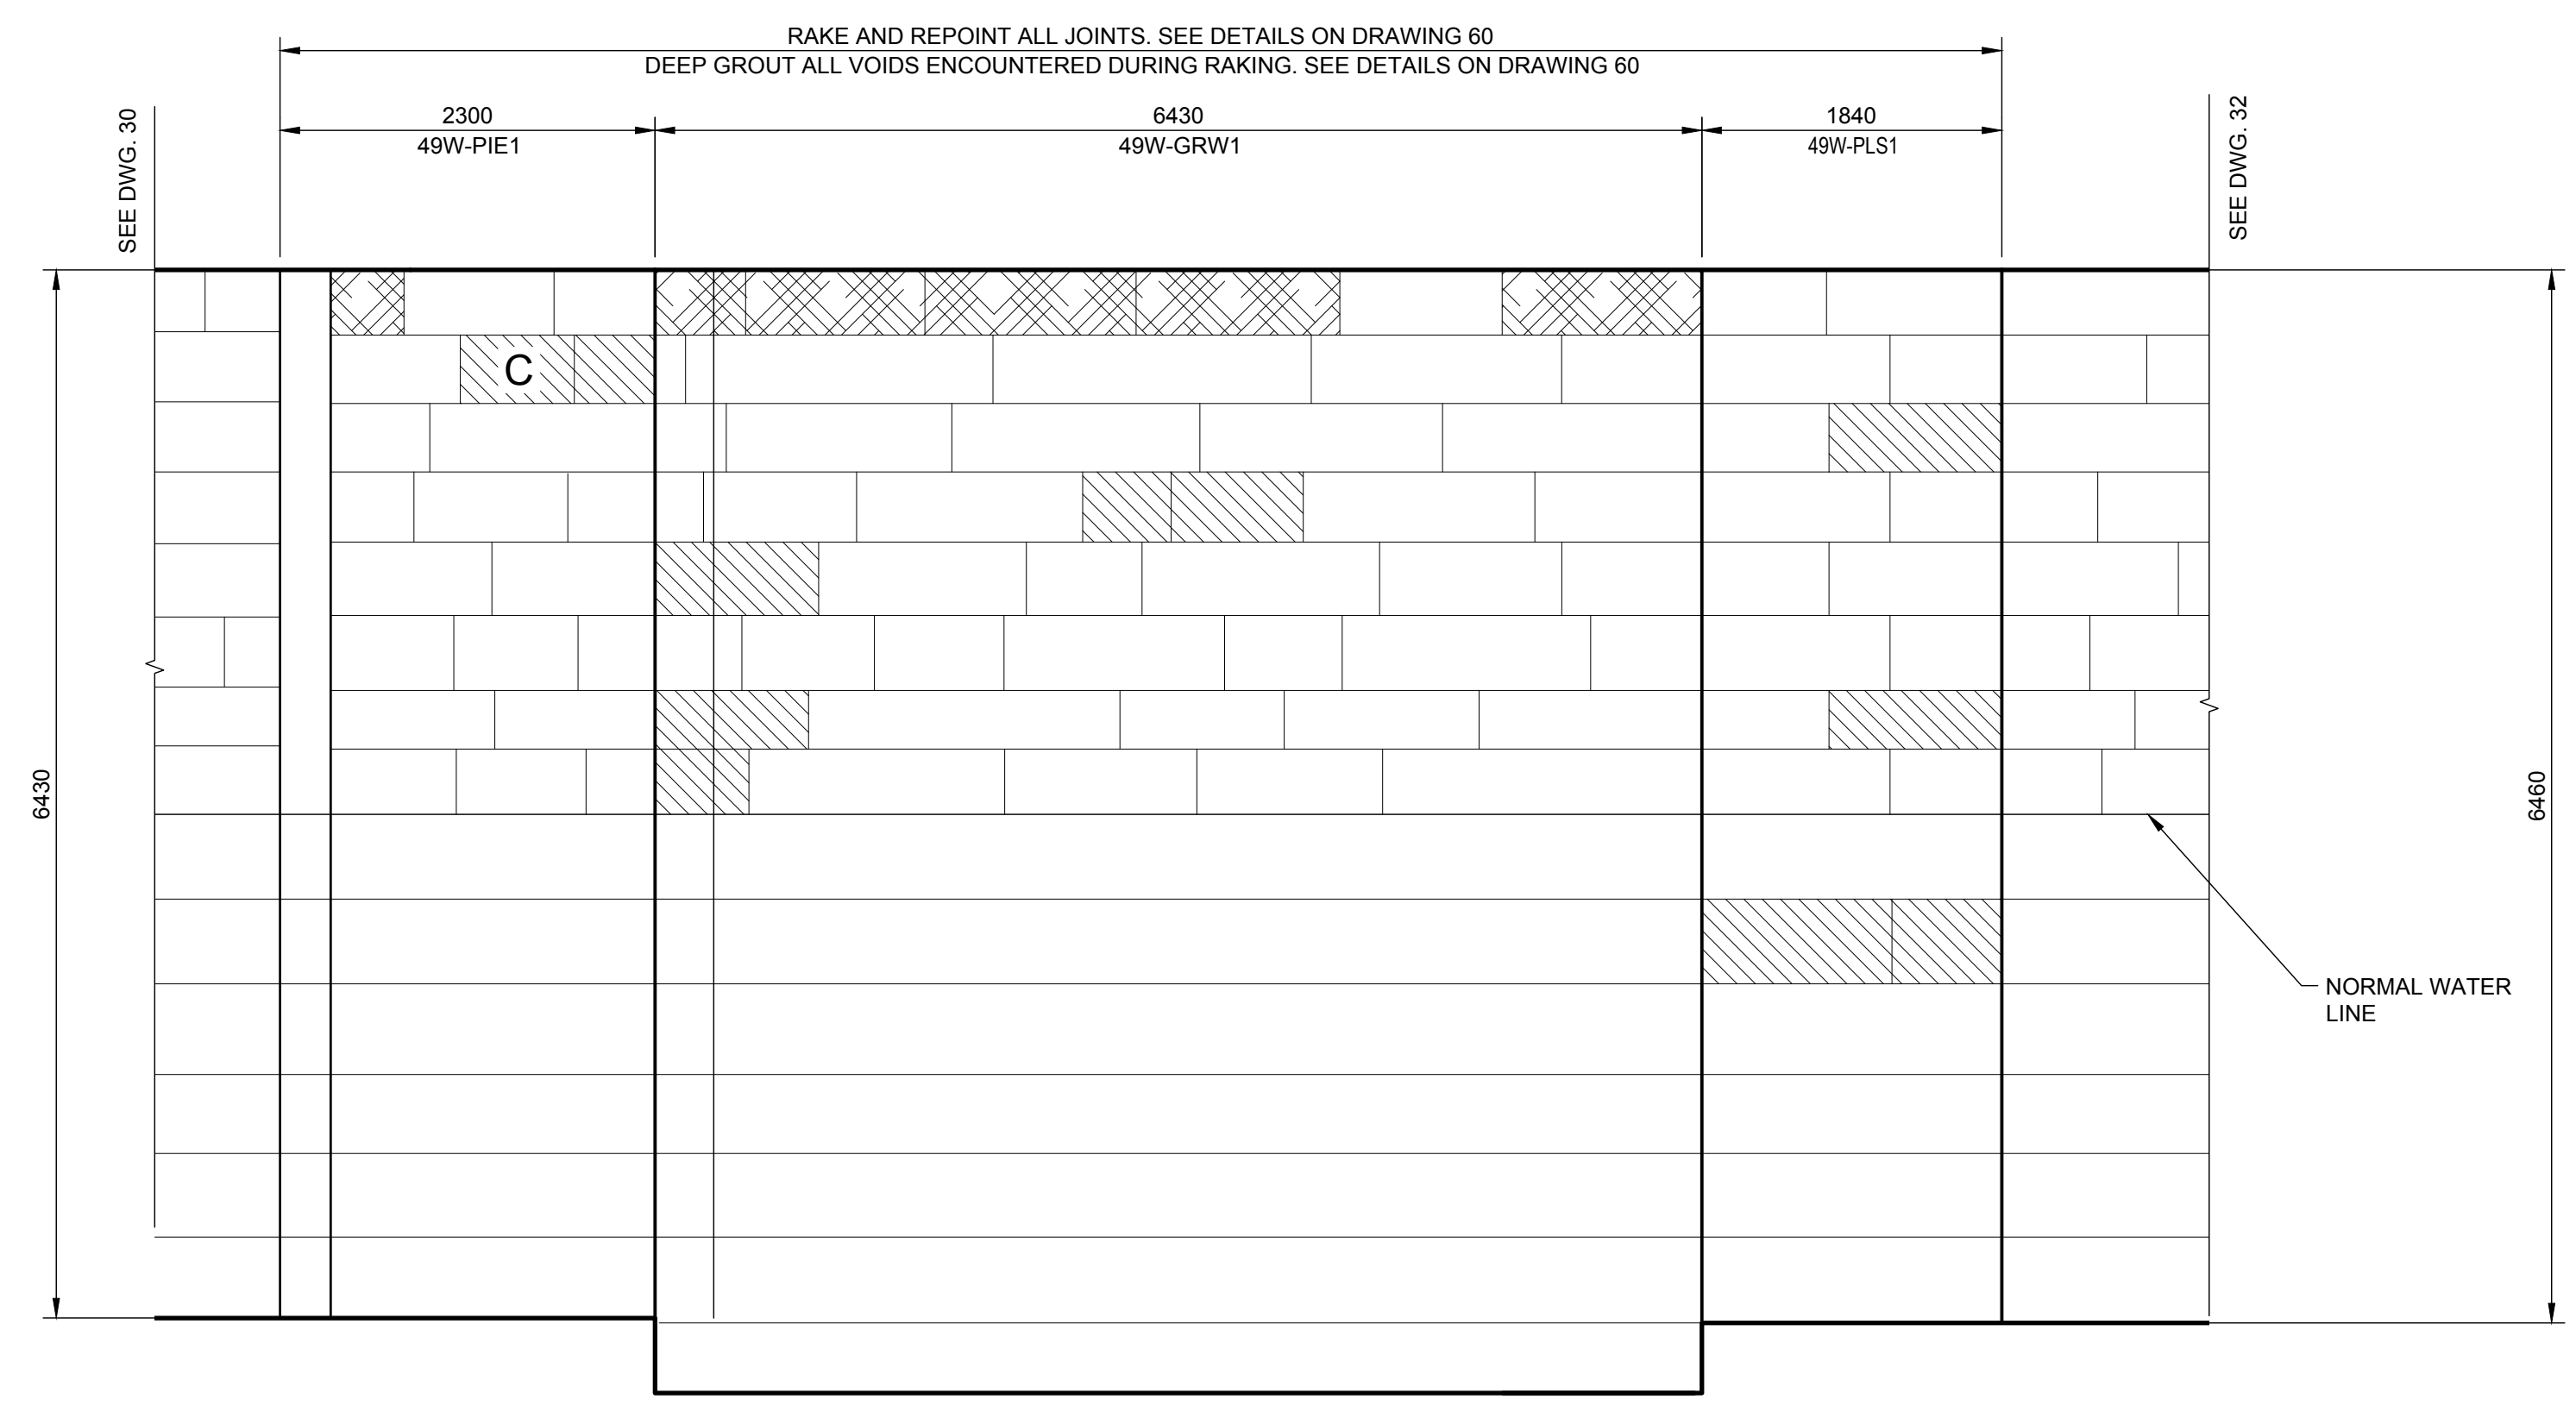 RAKE AND REPOINT ALL JOINTS. SEE DETAILS ON DRAWING 60
DEEP GROUT ALL VOIDS ENCOUNTERED DURING RAKING. SEE DETAILS ON DRAWING 60
SEE DWG. 30
2300
49W-PIE1
6430
49W-GRW1
1840
49W-PLS1
SEE DWG. 32
C
6430
6460
NORMAL WATER
LINE